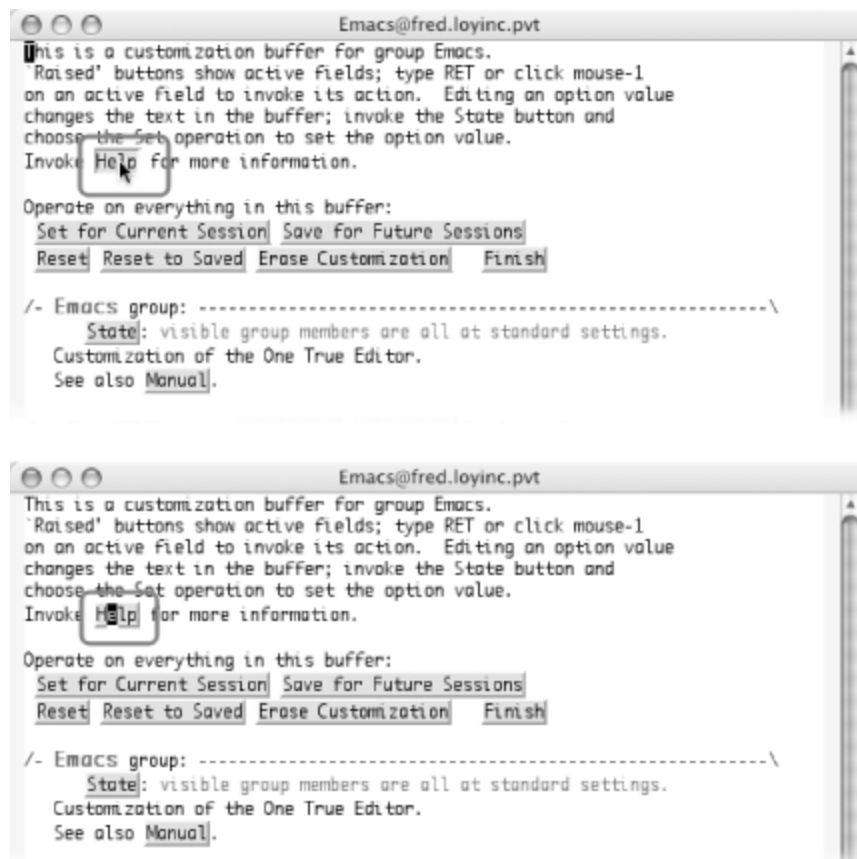 Emacs@fred.loyinc.pvt
This is a customization buffer for group Emacs.
`Raised' buttons show active fields; type RET or click mouse-1
on an active field to invoke its action.  Editing an option value
changes the text in the buffer; invoke the State button and
choose the Set operation to set the option value.
Invoke Help for more information.
Operate on everything in this buffer:
Set for Current Session Save for Future Sessions
Reset Reset to Saved Erase Customization Finish
/- Emacs group: ---------------------------------------------------------\
State: visible group members are all at standard settings.
Customization of the One True Editor.
See also Manual.
Emacs@fred.loyinc.pvt
This is a customization buffer for group Emacs.
`Raised' buttons show active fields; type RET or click mouse-1
on an active field to invoke its action.  Editing an option value
changes the text in the buffer; invoke the State button and
choose the Set operation to set the option value.
Invoke Help for more information.
Operate on everything in this buffer:
Set for Current Session Save for Future Sessions
Reset Reset to Saved Erase Customization Finish
/- Emacs group: ---------------------------------------------------------\
State: visible group members are all at standard settings.
Customization of the One True Editor.
See also Manual.